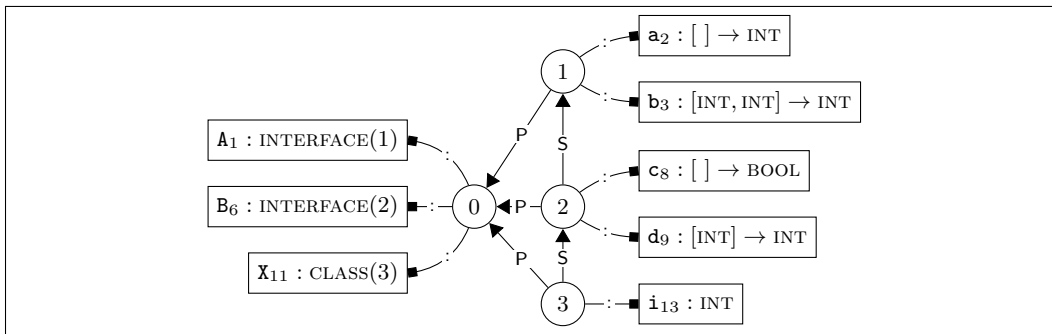 a₂ : [ ] → INT
1
b₃ : [INT, INT] → INT
P
S
A₁ : INTERFACE(1)
:
c₈ : [ ] → BOOL
B₆ : INTERFACE(2)
:
0
P
2
d₉ : [INT] → INT
P
S
X₁₁ : CLASS(3)
:
3
:
i₁₃ : INT
:
:
:
: